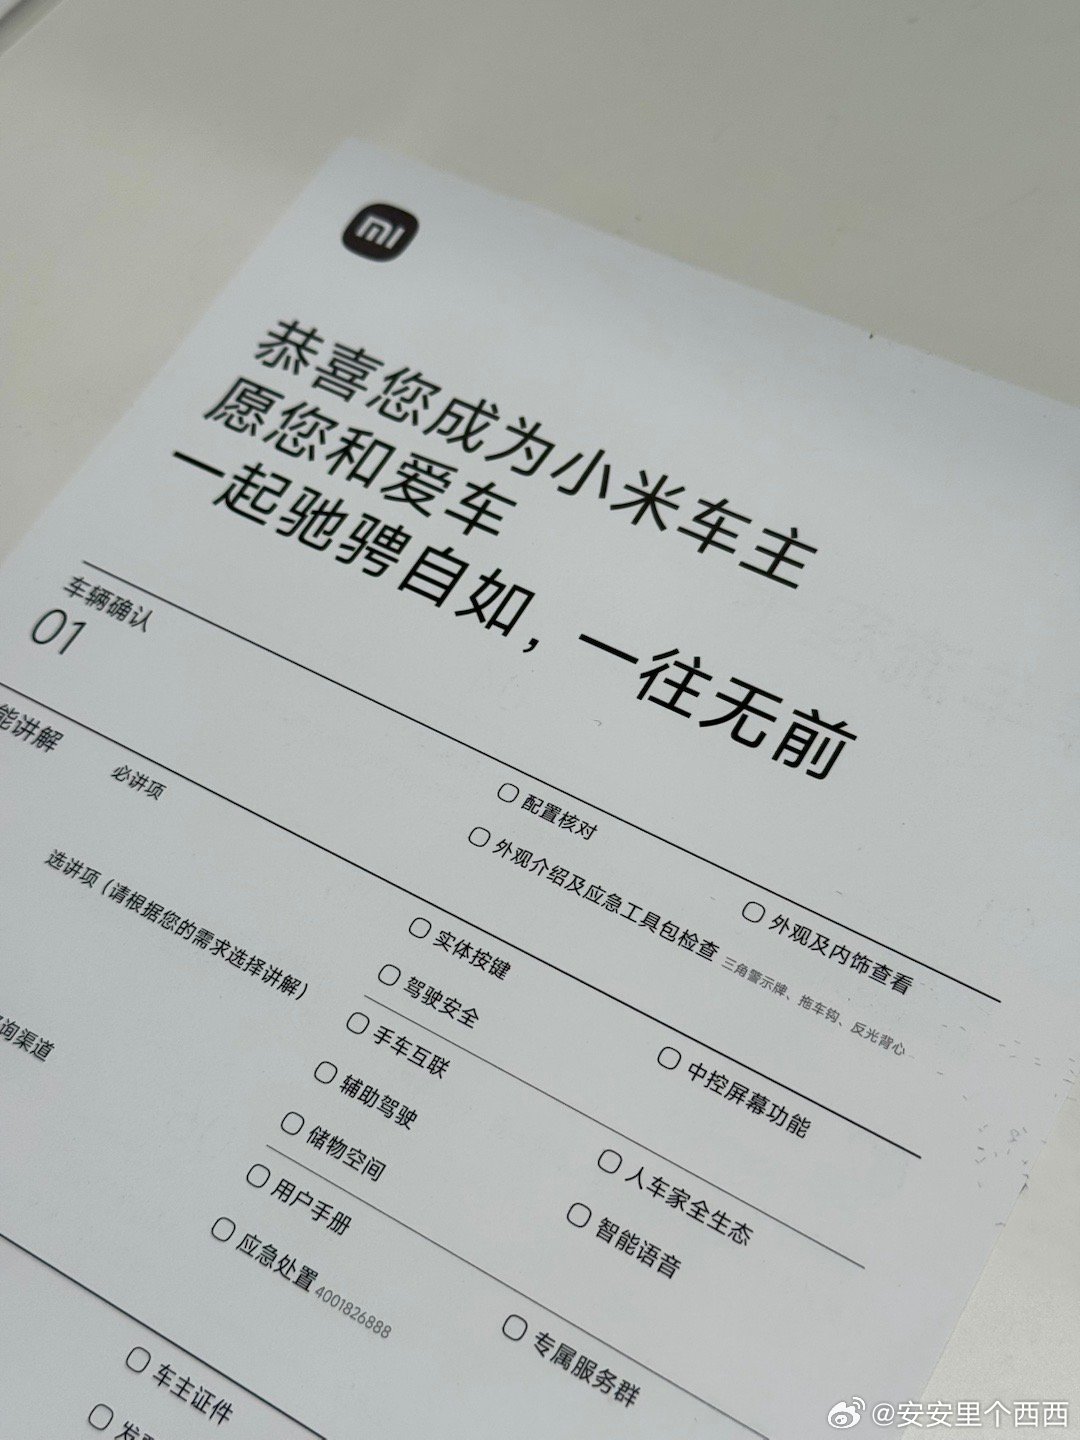 mi
恭喜您成为小米车主
愿您和爱车
一起驰骋自如，一往无前
车辆确认
01
配置核对
外观及内饰查看
外观介绍及应急工具包检查 三角警示牌、拖车钩、反光背心
能讲解
必讲项
实体按键
中控屏幕功能
驾驶安全
选讲项（请根据您的需求选择讲解）
手车互联
人车家全生态
辅助驾驶
智能语音
储物空间
询渠道
用户手册
专属服务群
应急处置 4001826888
车主证件
@安安里个西西